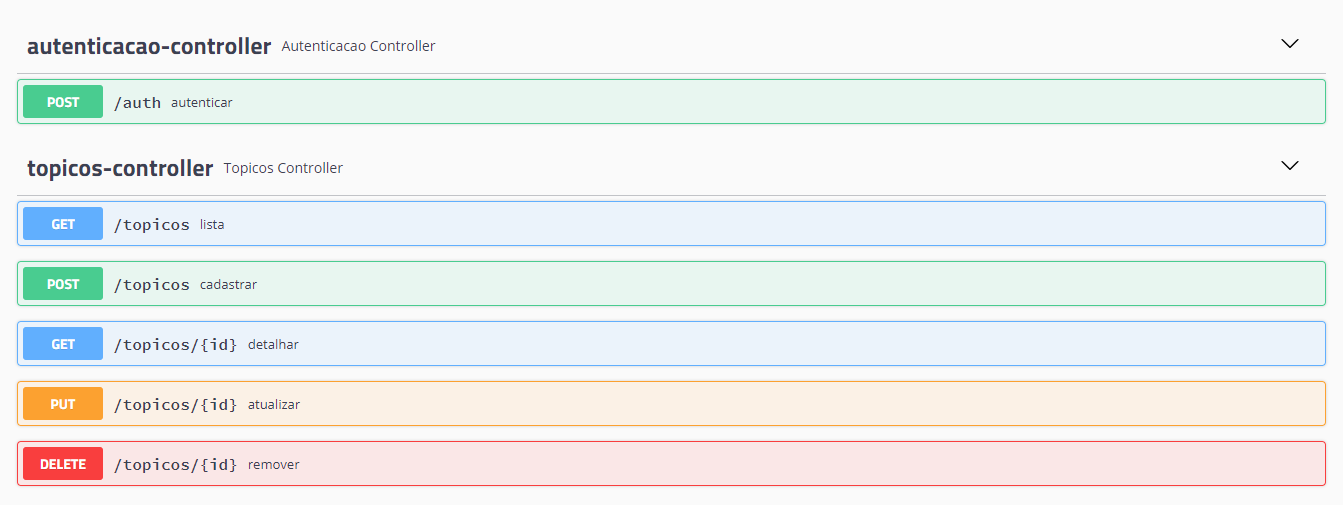 autenticacao-controller Autenticacao Controller
POST /auth autenticar
topicos-controller Topicos Controller
GET /topicos lista
POST /topicos cadastrar
GET /topicos/{id} detalhar
PUT /topicos/{id} atualizar
DELETE /topicos/{id} remover